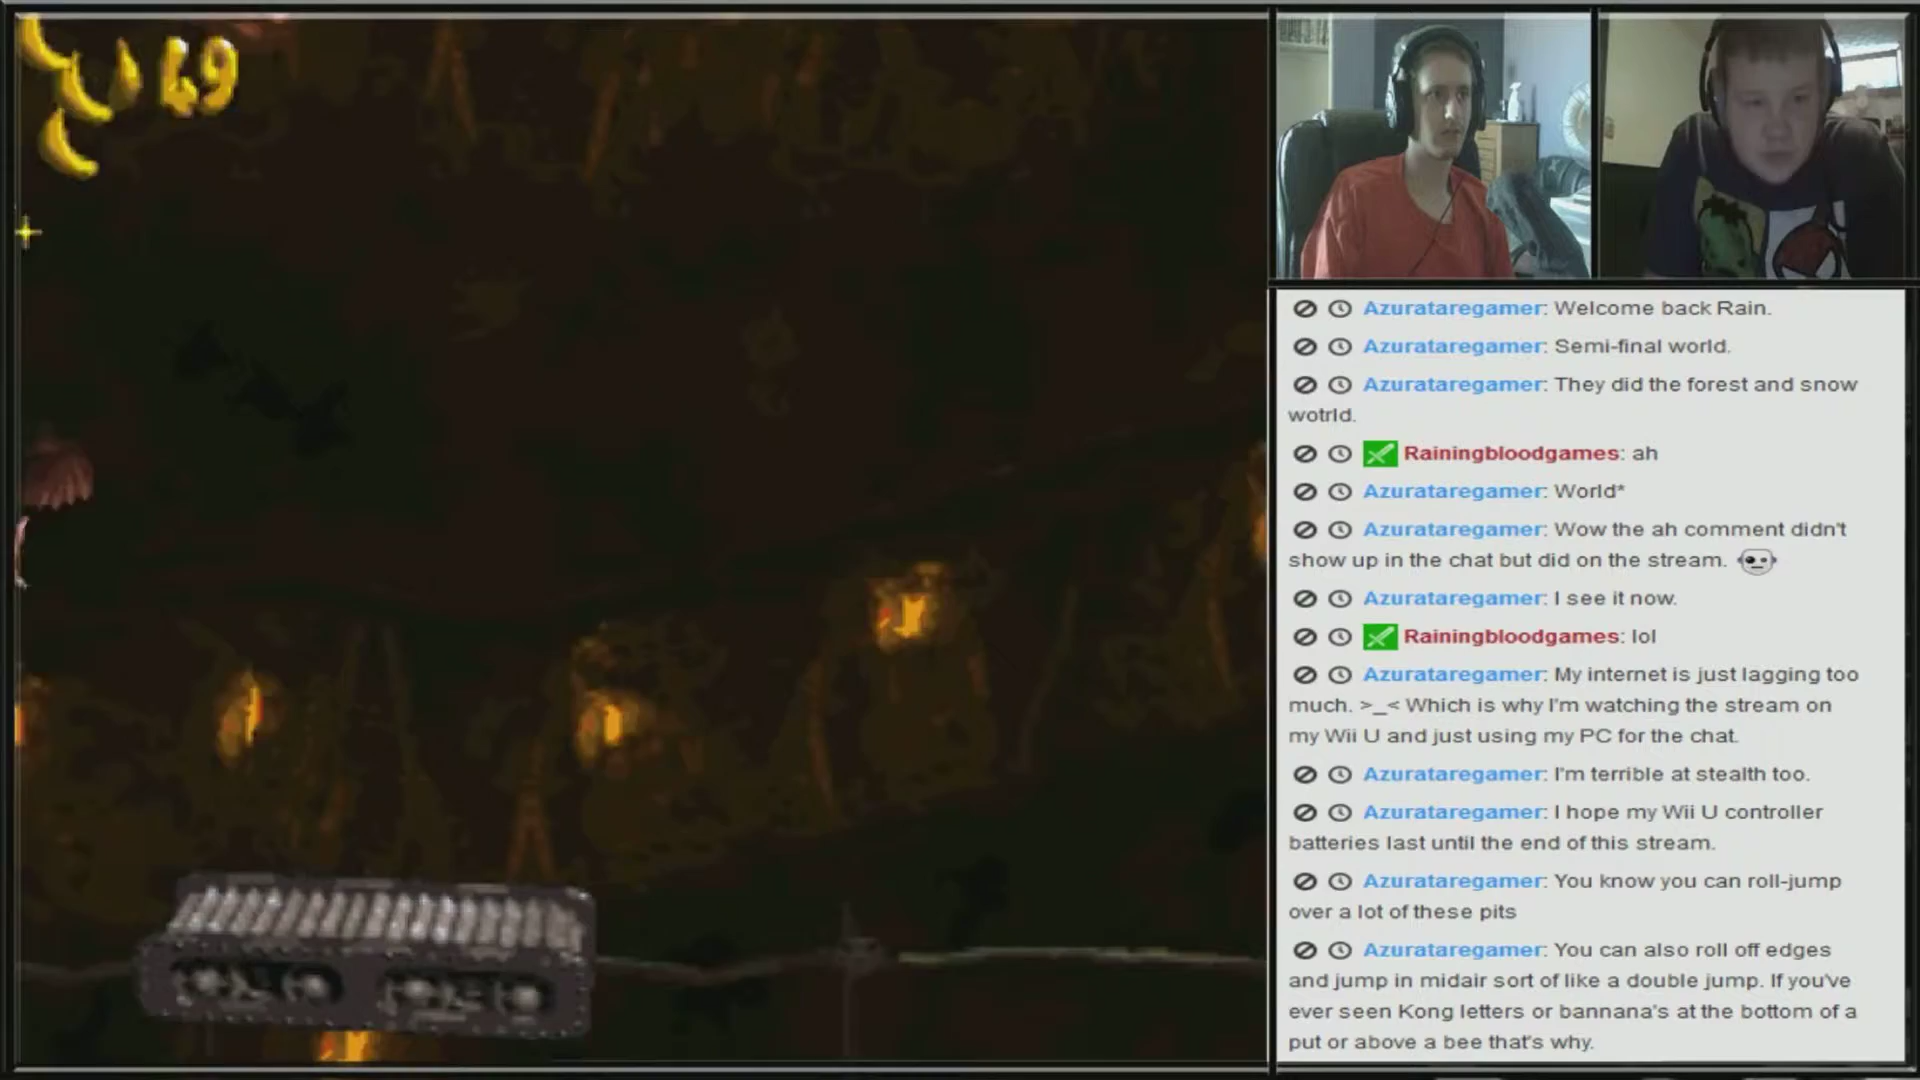 69
Azurataregamer: Welcome back Rain.
Azurataregamer: Semi-final world.
Azurataregamer: They did the forest and snow
wotrld.
Rainingbloodgames: ah
Azurataregamer: World*
Azurataregamer: Wow the ah comment didn't
show up in the chat but did on the stream.
Azurataregamer: I see it now.
Rainingbloodgames: lol
Azurataregamer: My internet is just lagging too
much. >_< Which is why I'm watching the stream on
my Wii U and just using my PC for the chat.
Azurataregamer: I'm terrible at stealth too.
Azurataregamer: I hope my Wii U controller
batteries last until the end of this stream.
Azurataregamer: You know you can roll-jump
over a lot of these pits
Azurataregamer: You can also roll off edges
and jump in midair sort of like a double jump. If you've
ever seen Kong letters or bannana's at the bottom of a
put or above a bee that's why.